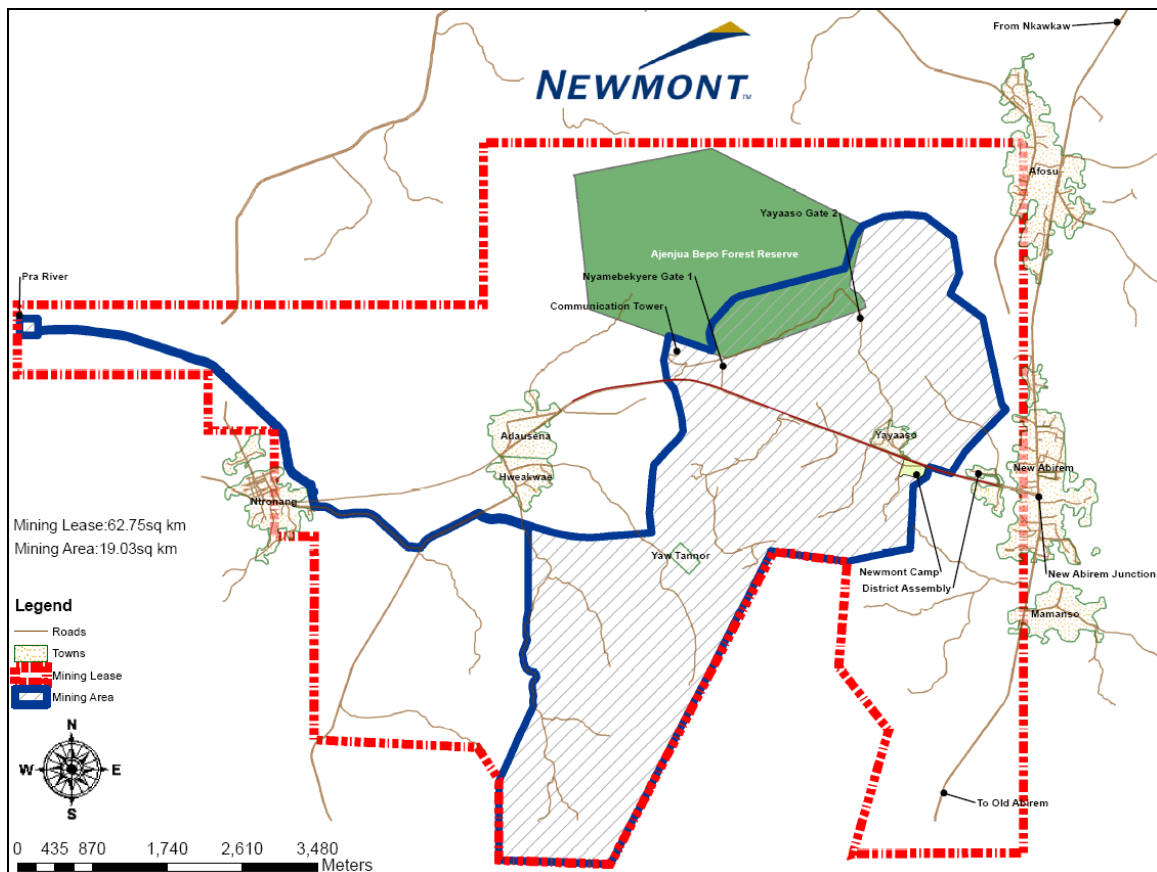 From Nkawkaw
NEWMONT™
Afosu
Yayaaso Gate 2
Ajenjua Bepo Forest Reserve
Pra River
Nyamebekyere Gate 1
Communication Tower
Adausena
Yayaaso
Hweakwae
New Abirem
Ntronang
Mining Lease:62.75sq km
Mining Area:19.03sq km
Yaw Tannor
Newmont Camp
New Abirem Junction
District Assembly
Mamanso
Legend
Roads
Towns
Mining Lease
Mining Area
N
W E
S
To Old Abirem
0 435 870 1,740 2,610 3,480
Meters